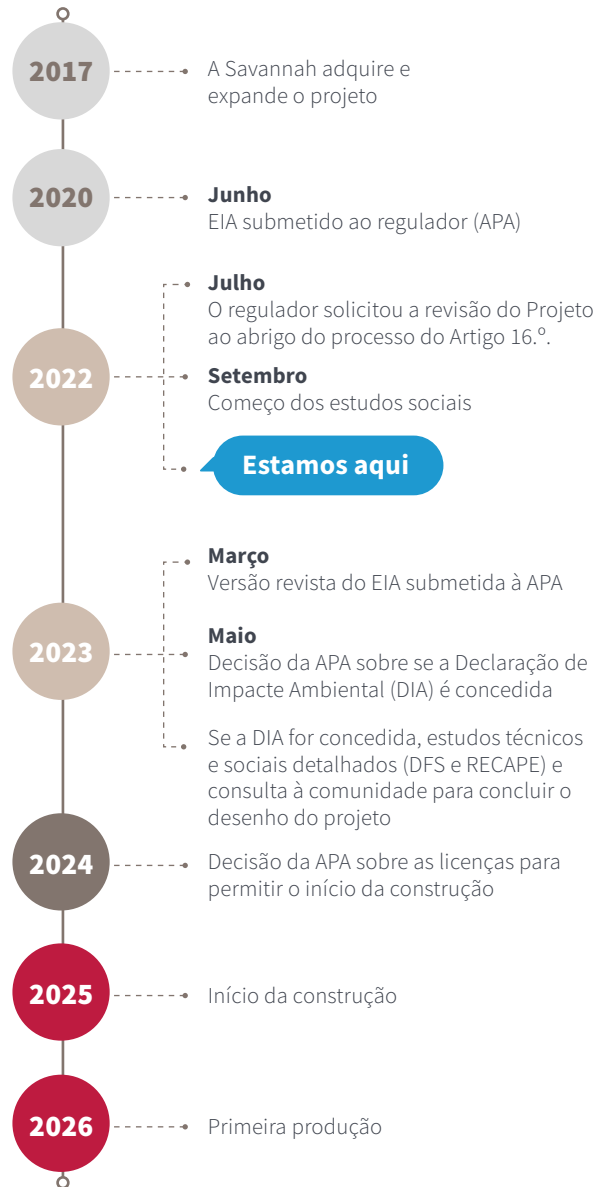 2017
A Savannah adquire e
expande o projeto
2020
Junho
EIA submetido ao regulador (APA)
2022
Julho
O regulador solicitou a revisão do Projeto
ao abrigo do processo do Artigo 16.º.
Setembro
Começo dos estudos sociais
Estamos aqui
2023
Março
Versão revista do EIA submetida à APA
Maio
Decisão da APA sobre se a Declaração de
Impacte Ambiental (DIA) é concedida
Se a DIA for concedida, estudos técnicos
e sociais detalhados (DFS e RECAPE) e
consulta à comunidade para concluir o
desenho do projeto
2024
Decisão da APA sobre as licenças para
permitir o início da construção
2025
Início da construção
2026
Primeira produção